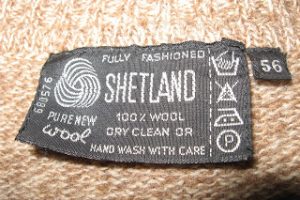 FULLY FASHIONED
SHETLAND
56
680576
PURE NEW
wool
100% WOOL
DRY CLEAN OR
HAND WASH WITH CARE
P